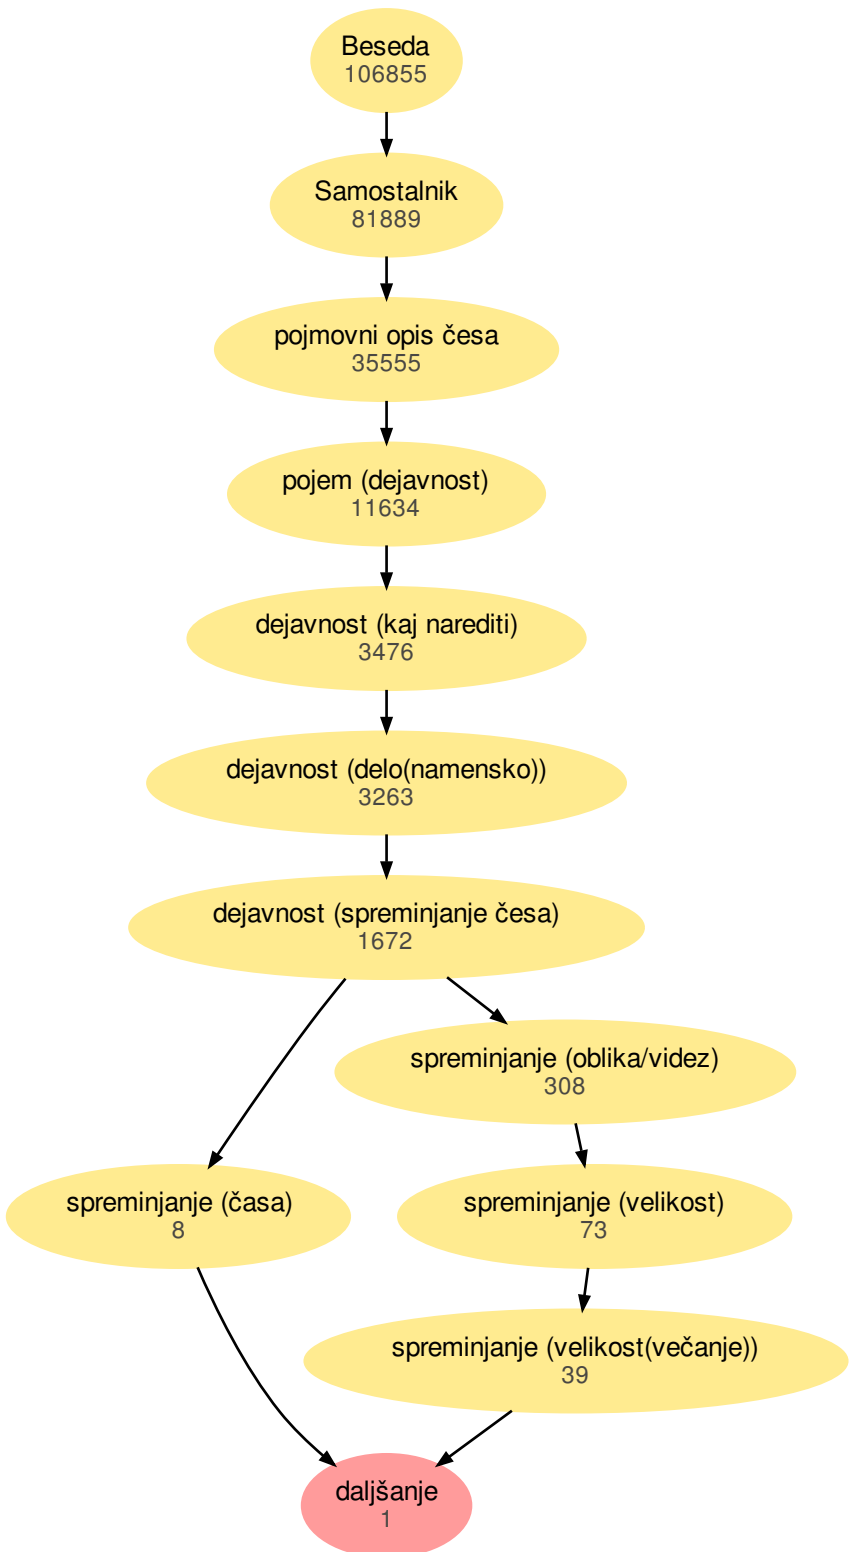 Beseda
106855
Samostalnik
81889
pojmovni opis česa
35555
pojem (dejavnost)
11634
dejavnost (kaj narediti)
3476
dejavnost (delo(namensko))
3263
dejavnost (spreminjanje česa)
1672
spreminjanje (oblika/videz)
308
spreminjanje (časa)
8
spreminjanje (velikost)
73
spreminjanje (velikost(večanje))
39
daljšanje
1